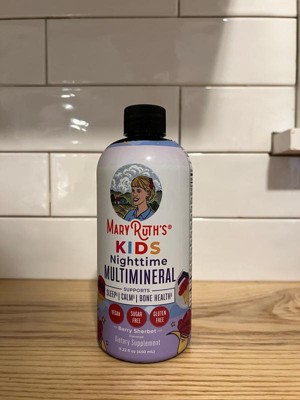 MARYRUTH'S®
KIDS
Nighttime
MULTIMINERAL
SUPPORTS
SLEEP‡ | CALM‡ | BONE HEALTH‡
VEGAN
SUGAR FREE
GLUTEN FREE
Berry Sherbet
Dietary Supplement